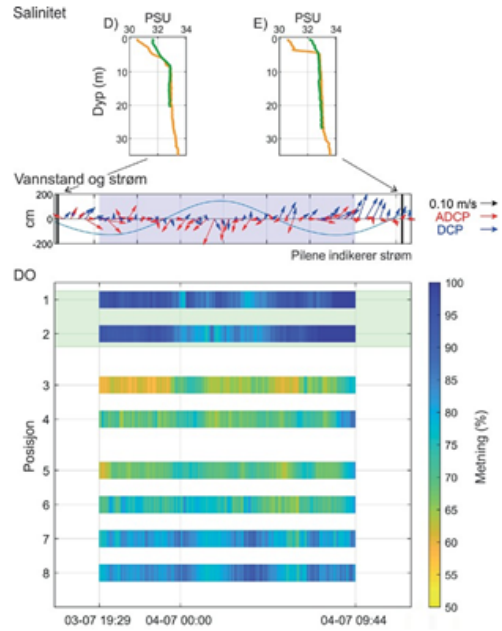 Salinitet
D) PSU
E) PSU
30 32 34
30 32 34
0
10
20
30
0
10
20
30
Dyp (m)
Vannstand og strøm
200
0
-200
cm
0.10 m/s
ADCP
DCP
Pilene indikerer strøm
DO
1
2
3
4
5
6
7
8
Posisjon
03-07 19:29 04-07 00:00 04-07 09:44
100
95
90
85
80
75
70
65
60
55
50
Metning (%)